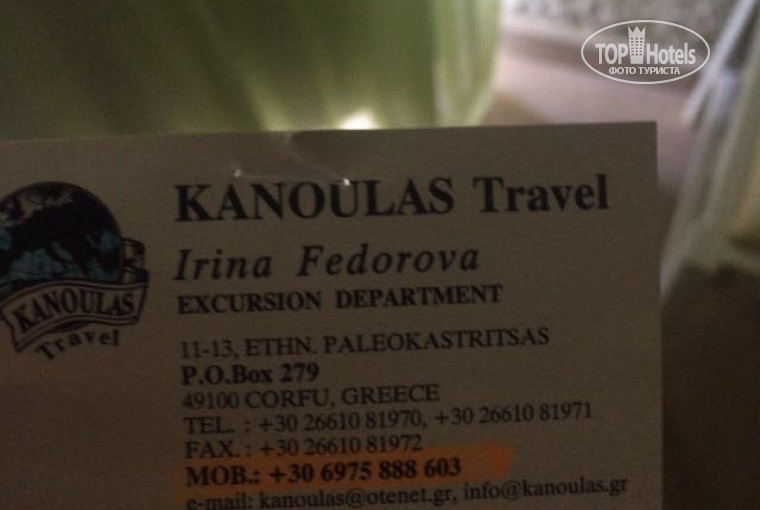 TOP Hotels
ФОТО ТУРИСТА
KANOULAS Travel
Irina Fedorova
EXCURSION DEPARTMENT
KANOULAS
Travel
11-13, ETHN. PALEOKASTRITSAS
P.O.Box 279
49100 CORFU, GREECE
TEL. : +30 26610 81970, +30 26610 81971
FAX. : +30 26610 81972
MOB.: +30 6975 888 603
e-mail: kanoulas@otenet.gr, info@kanoulas.gr